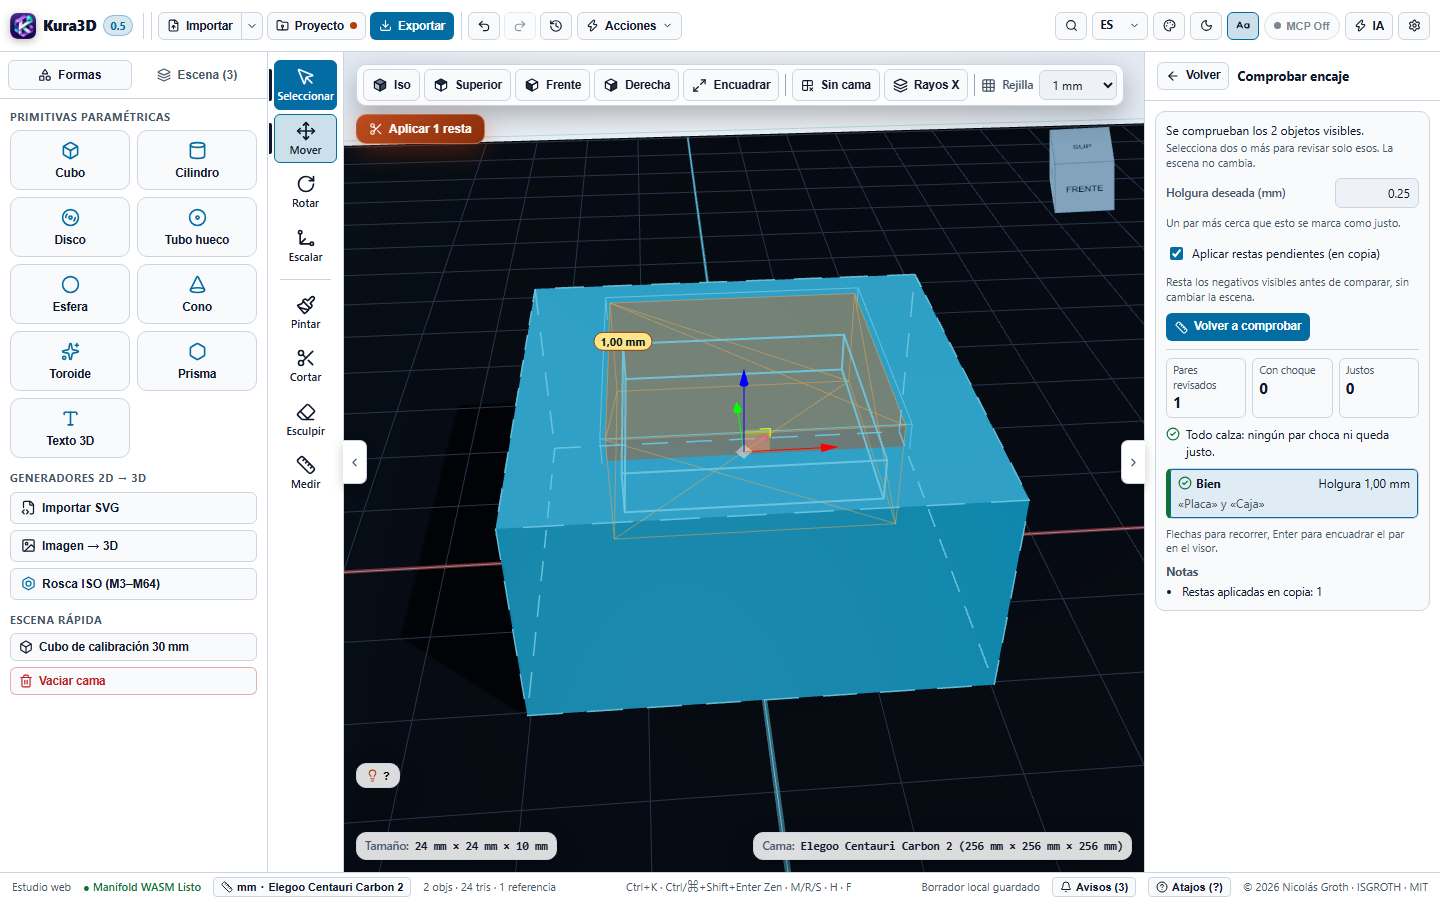 Kura3D 0.5 Importar Proyecto Exportar Acciones ES Aa MCP Off IA
Formas Escena (3)
PRIMITIVAS PARAMÉTRICAS
Cubo Cilindro
Disco Tubo hueco
Esfera Cono
Toroide Prisma
Texto 3D
GENERADORES 2D → 3D
Importar SVG
Imagen → 3D
Rosca ISO (M3–M64)
ESCENA RÁPIDA
Cubo de calibración 30 mm
Vaciar cama
Seleccionar
Mover
Rotar
Escalar
Pintar
Cortar
Esculpir
Medir
Iso Superior Frente Derecha Encuadrar Sin cama Rayos X Rejilla 1 mm
Aplicar 1 resta
SUP
FRENTE
1,00 mm
?
Tamaño: 24 mm × 24 mm × 10 mm
Cama: Elegoo Centauri Carbon 2 (256 mm × 256 mm × 256 mm)
Volver Comprobar encaje
Se comprueban los 2 objetos visibles.
Selecciona dos o más para revisar solo esos. La
escena no cambia.
Holgura deseada (mm) 0.25
Un par más cerca que esto se marca como justo.
Aplicar restas pendientes (en copia)
Resta los negativos visibles antes de comparar, sin
cambiar la escena.
Volver a comprobar
Pares
revisados
1
Con choque
0
Justos
0
Todo calza: ningún par choca ni queda
justo.
Bien Holgura 1,00 mm
«Placa» y «Caja»
Flechas para recorrer, Enter para encuadrar el par
en el visor.
Notas
• Restas aplicadas en copia: 1
Estudio web • Manifold WASM Listo mm · Elegoo Centauri Carbon 2 2 objs · 24 tris · 1 referencia Ctrl+K · Ctrl/⌘+Shift+Enter Zen · M/R/S · H · F Borrador local guardado Avisos (3) Atajos (?) © 2026 Nicolás Groth · ISGROTH · MIT